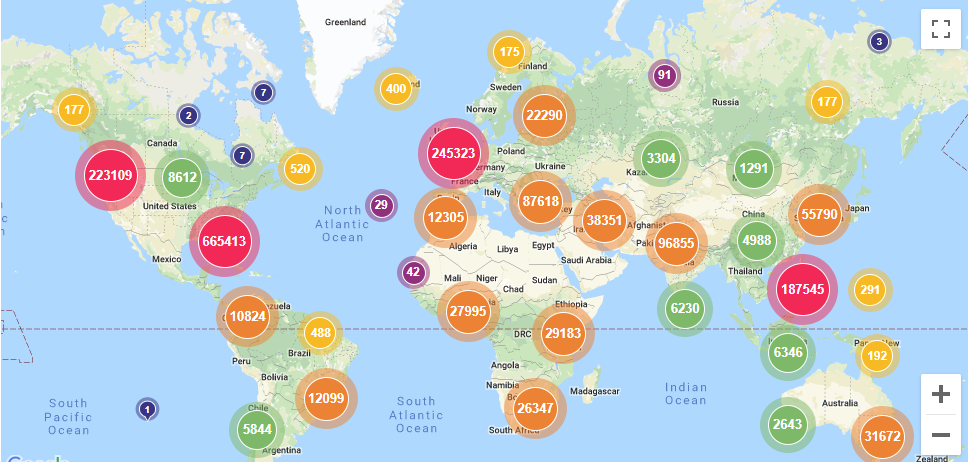 Greenland
3
175
Finland
91
400
Sweden
7
177
Russia
177
Norway
22290
2
Canada
Poland
Ukraine
7
245323
3304
520
1291
223109
8612
France
Italy
87618
United States
29
North
Atlantic
Ocean
12305
38351
China
55790
Japan
665413
Algeria
Libya
Egypt
96855
4988
Mexico
Saudi Arabia
42
Mali
Niger
Sudan
Thailand
Chad
187545
291
Ethiopia
10824
27995
6230
488
DRC
29183
Brazil
6346
192
Peru
Angola
Bolivia
Namibia
Madagascar
Indian
Ocean
12099
26347
South
Pacific
Ocean
1
South
Atlantic
Ocean
Chile
5844
South Africa
2643
Australia
31672
Argentina
Zealand